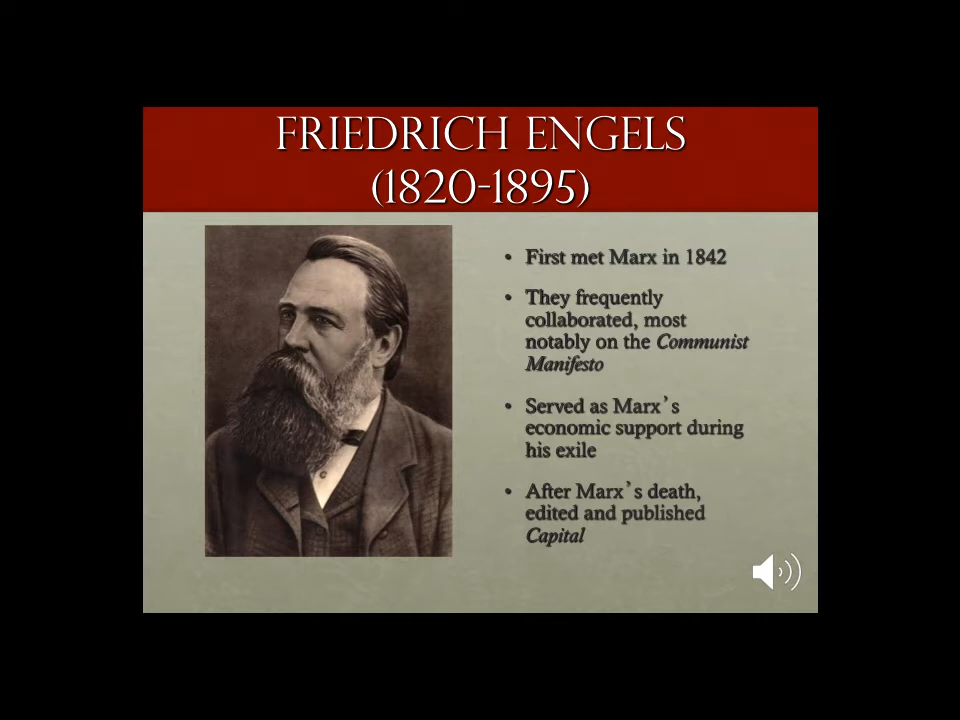 FRIEDRICH ENGELS
(1820-1895)
• First met Marx in 1842
• They frequently
collaborated, most
notably on the Communist
Manifesto
• Served as Marx's
economic support during
his exile
• After Marx's death,
edited and published
Capital